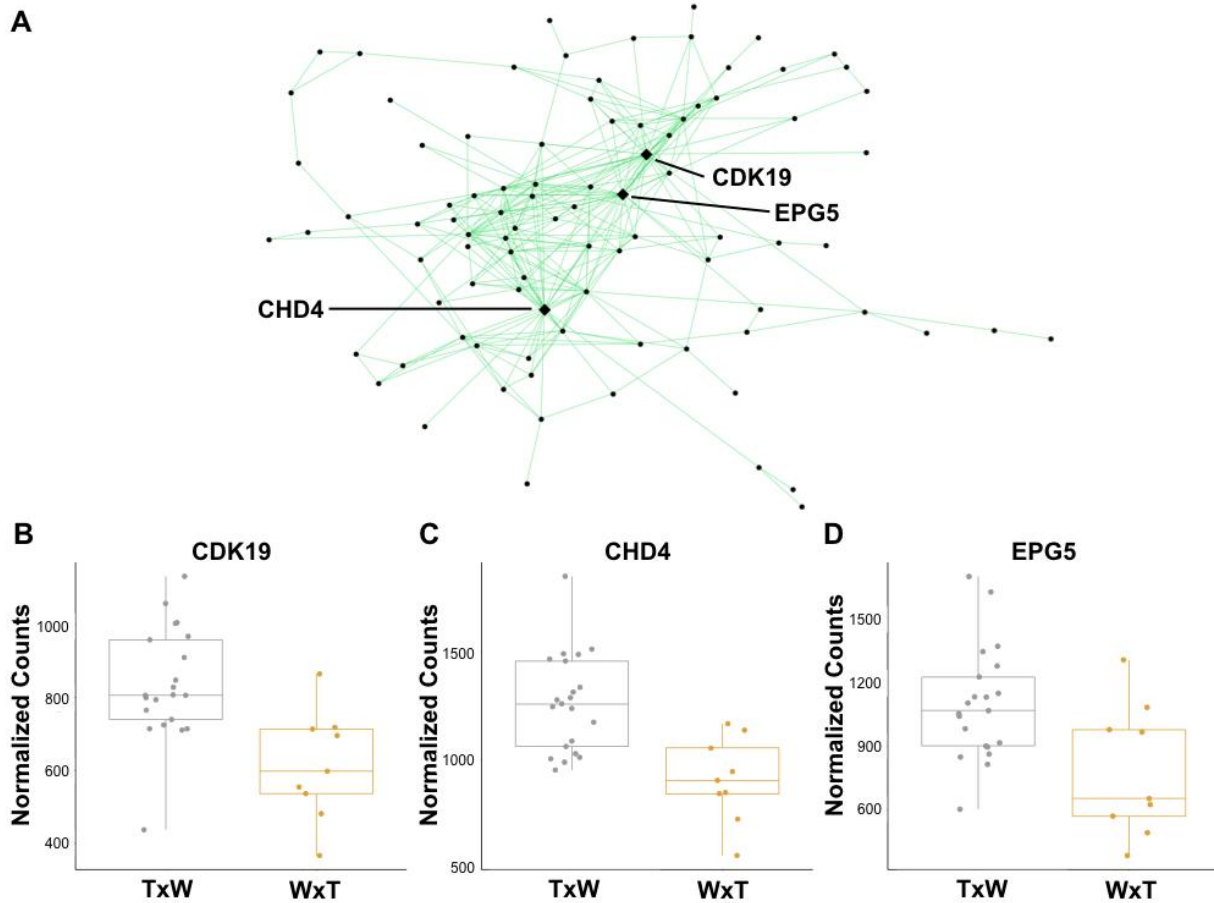 A
CDK19
EPG5
CHD4
B
CDK19
Normalized Counts
1000
800
600
400
TxW
WxT
C
CHD4
Normalized Counts
1500
1000
500
TxW
WxT
D
EPG5
Normalized Counts
1500
1200
900
600
TxW
WxT